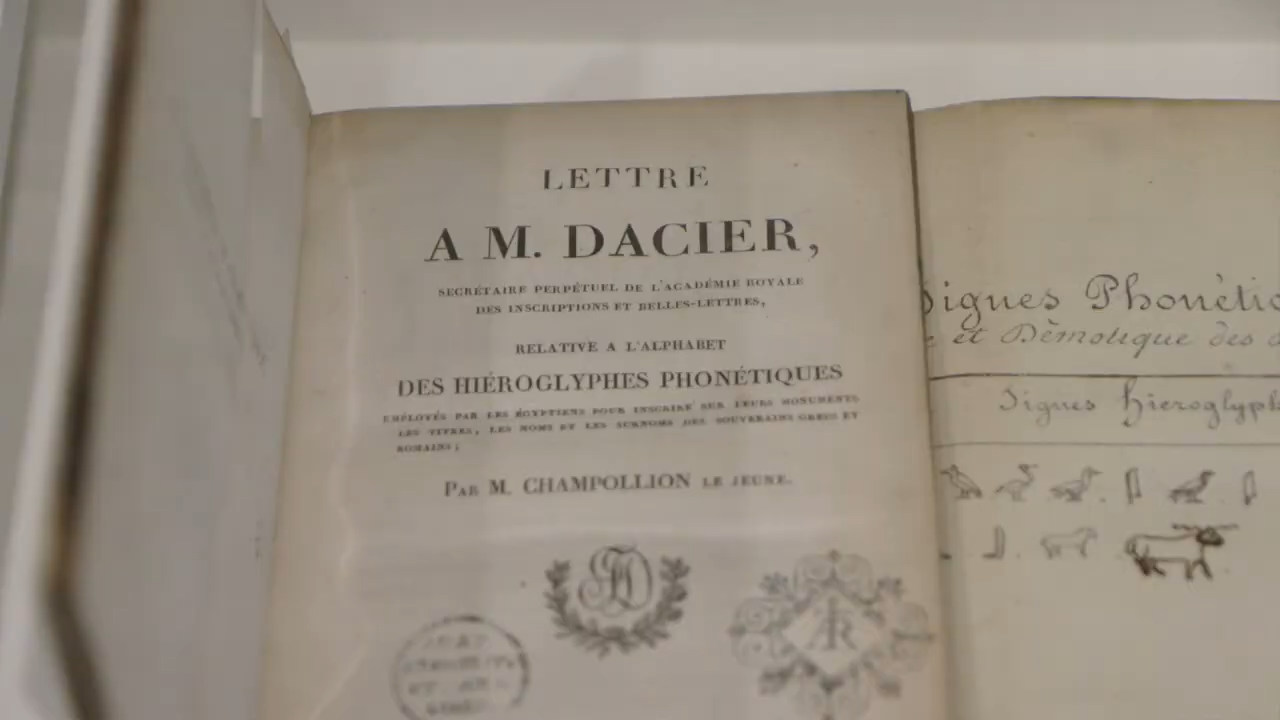 LETTRE
A M. DACIER,
SECRÉTAIRE PERPÉTUEL DE L'ACADÉMIE ROYALE
DES INSCRIPTIONS ET BELLES-LETTRES,
RELATIVE A L'ALPHABET
DES HIÉROGLYPHES PHONÉTIQUES
EMPLOYÉS PAR LES ÉGYPTIENS POUR INSCRIRE SUR LEURS MONUMENTS
LES TITRES, LES NOMS ET LES SURNOMS DES SOUVERAINS GRECS ET
ROMAINS;
PAR M. CHAMPOLLION LE JEUNE.
Signes Phonétic
et Démotique des
Signes hieroglyph